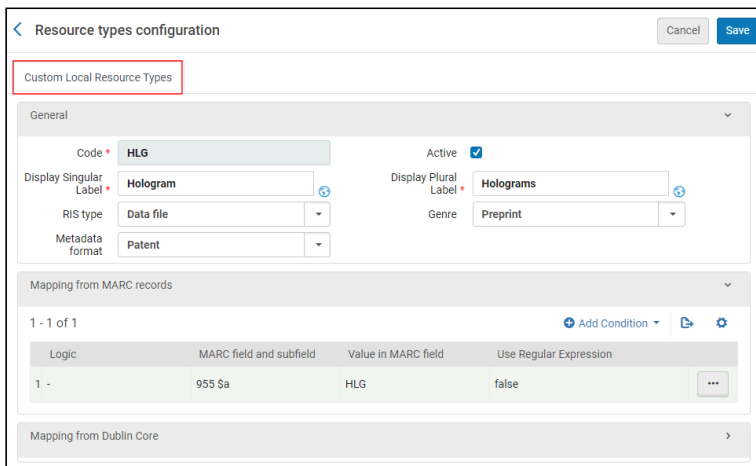 Resource types configuration
Cancel
Save
Custom Local Resource Types
General
Code * HLG
Active
Display Singular Label * Hologram
Display Plural Label * Holograms
RIS type Data file
Genre Preprint
Metadata format Patent
Mapping from MARC records
1 - 1 of 1
Add Condition
Logic MARC field and subfield Value in MARC field Use Regular Expression
1 - 955 $a HLG false
Mapping from Dublin Core